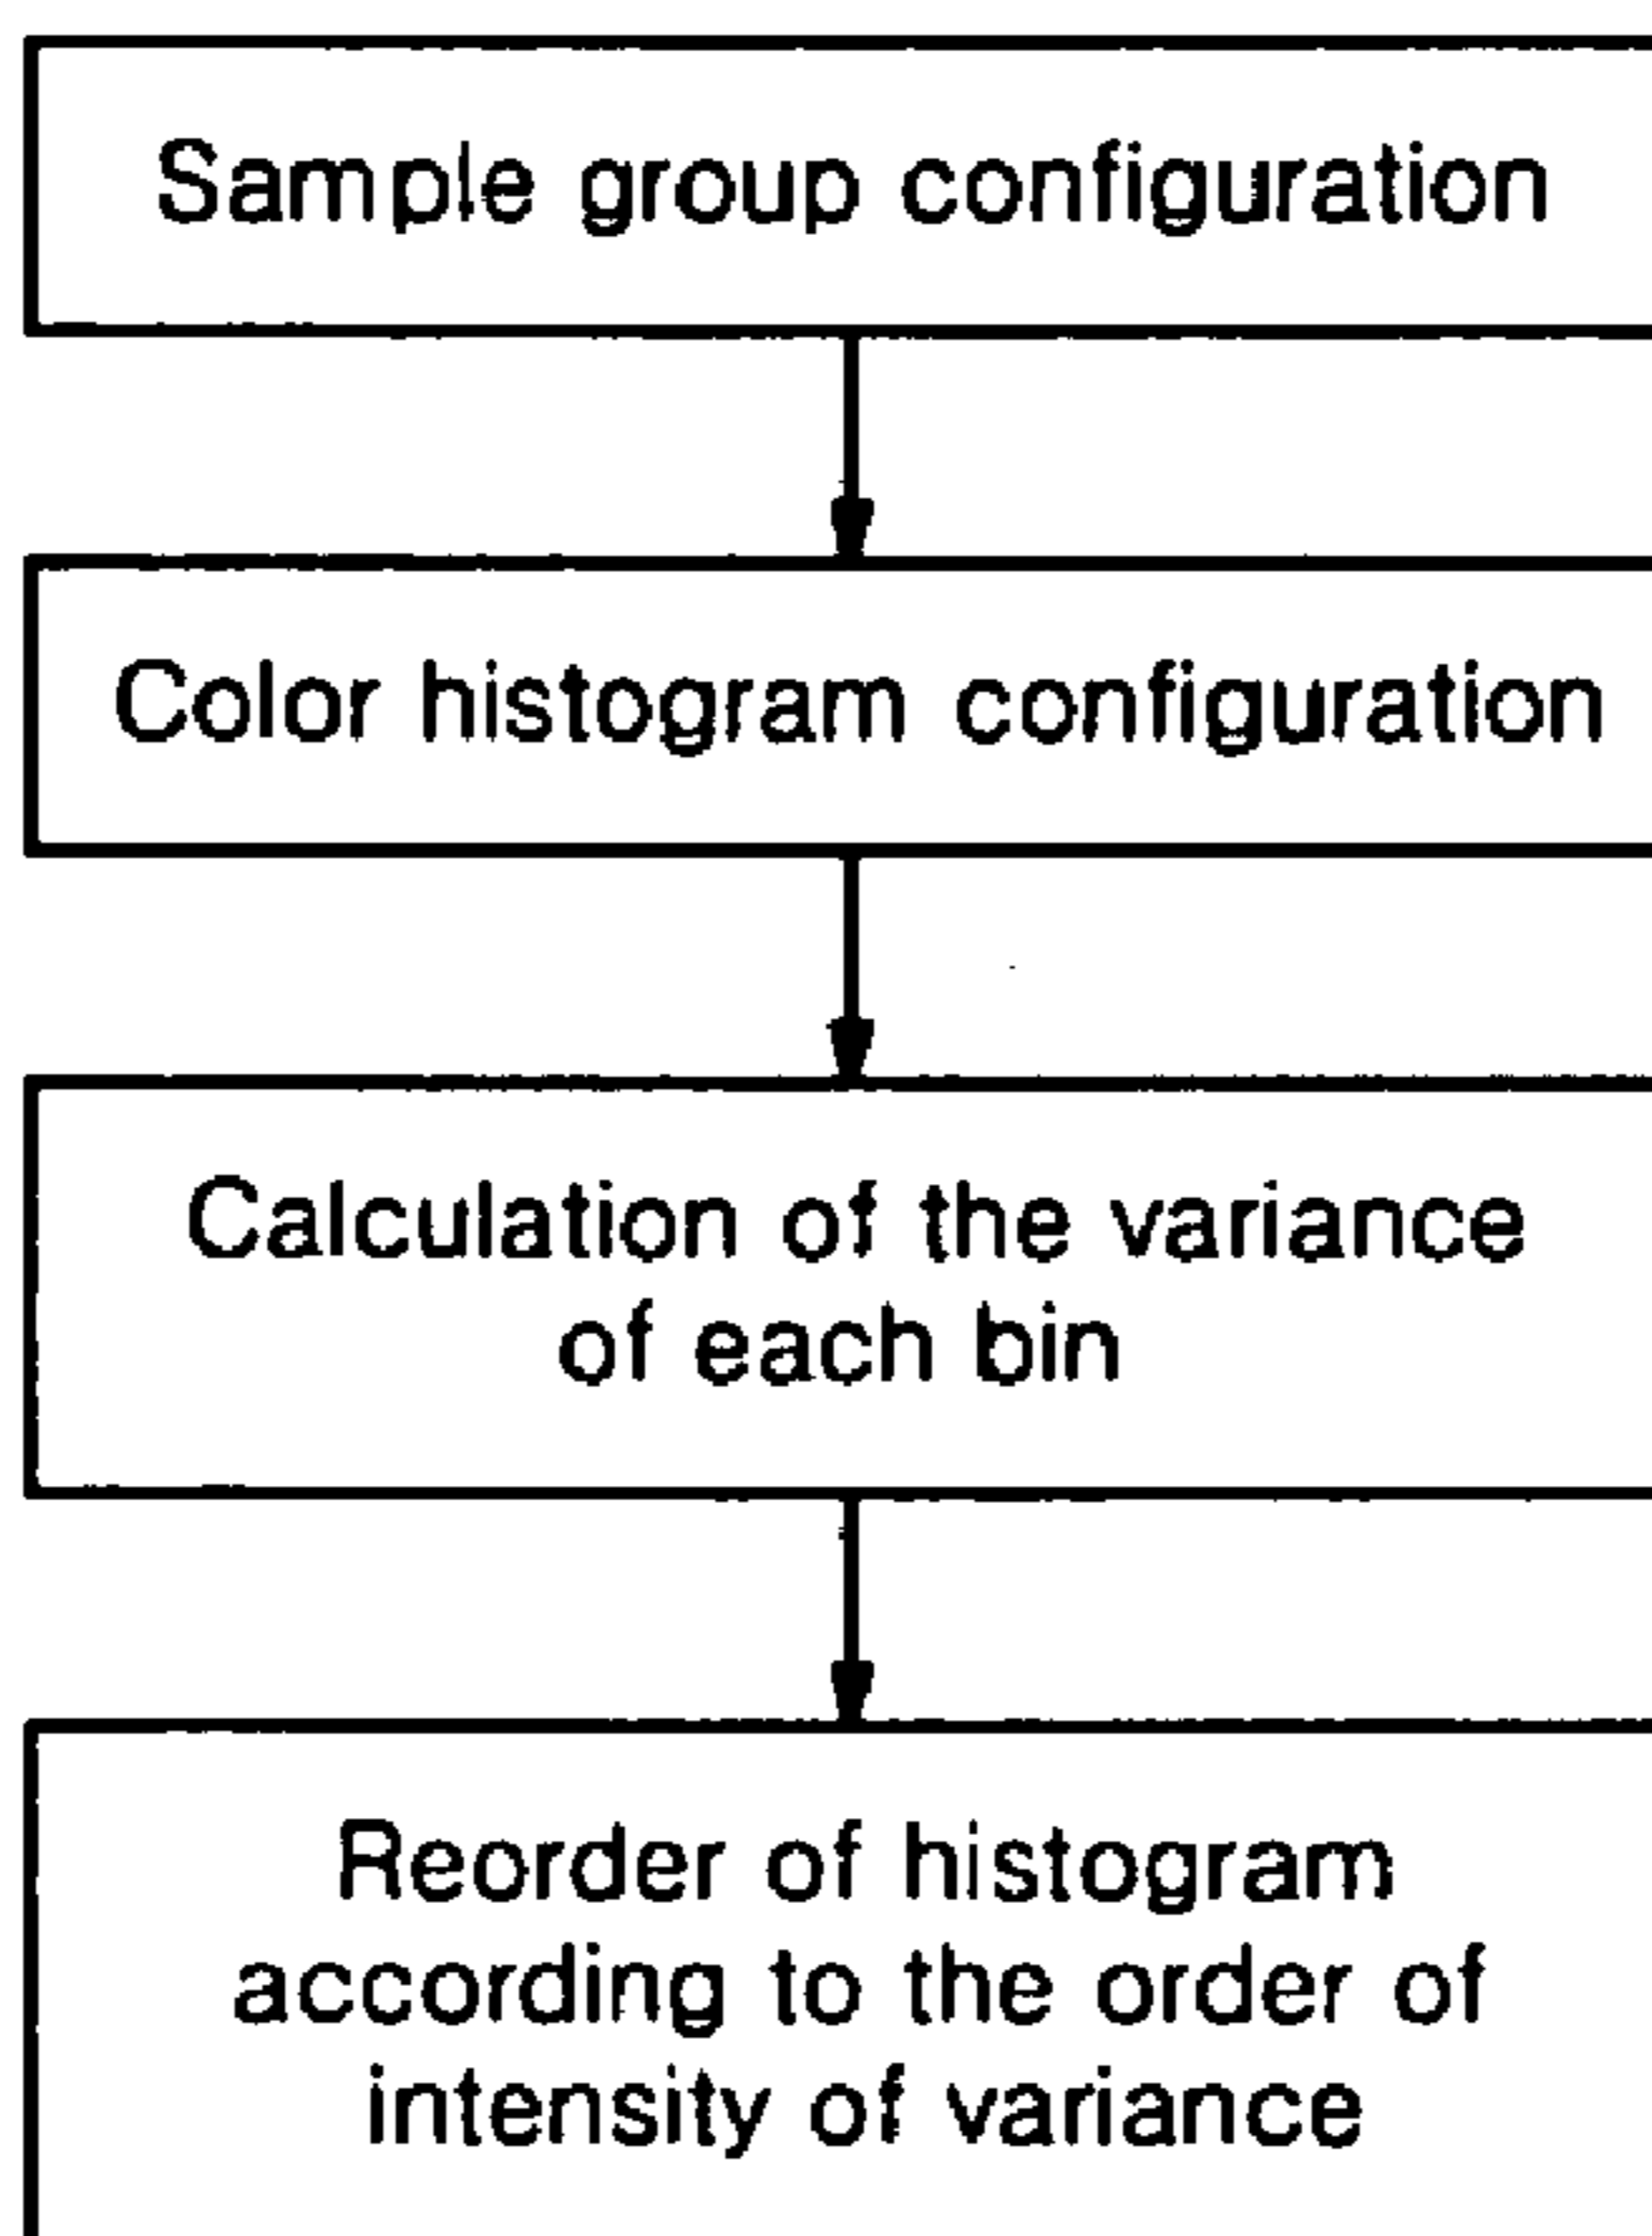 Sample group configuration
Color histogram configuration
Calculation of the variance
of each bin
Reorder of histogram
according to the order of
intensity of variance